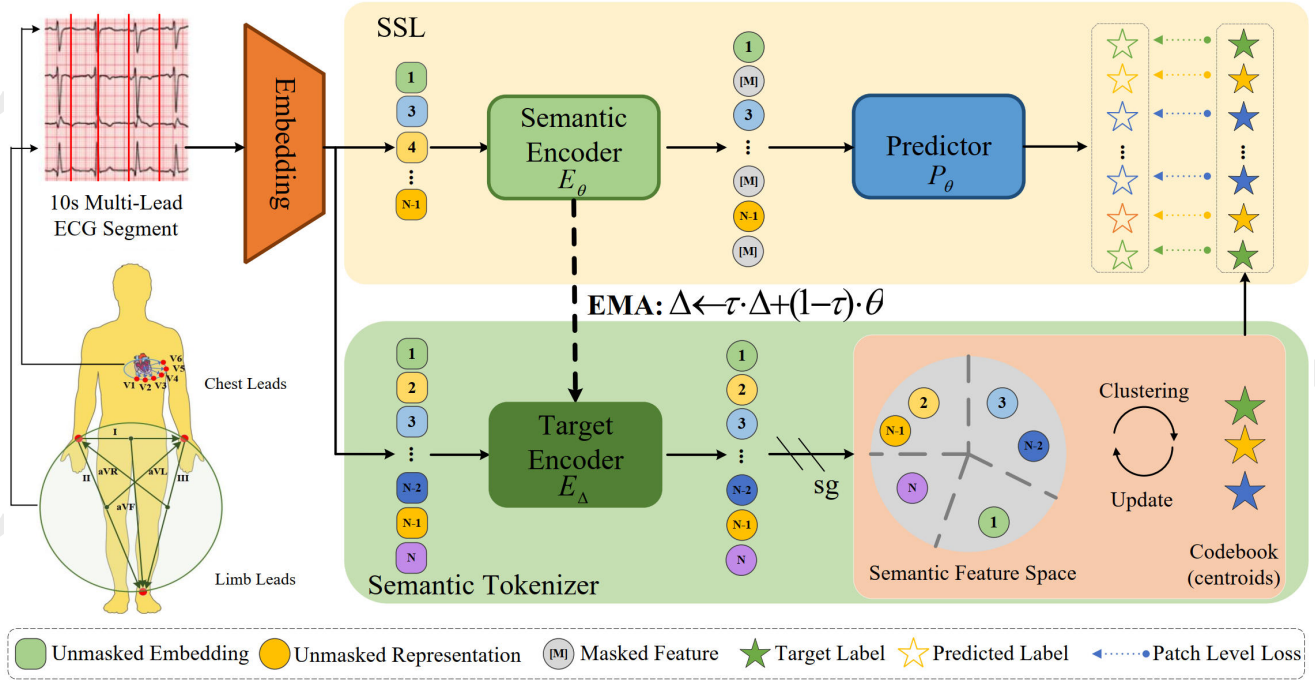 SSL
10s Multi-Lead
ECG Segment
Embedding
1
3
4
N-1
Semantic
Encoder
E_θ
1
[M]
3
[M]
N-1
[M]
Predictor
P_θ
EMA: Δ←τ·Δ+(1−τ)·θ
V6
V5
V4
V3
V2
V1
Chest Leads
I
aVR
aVL
II
III
aVF
Limb Leads
1
2
3
N-2
N-1
N
Target
Encoder
E_Δ
1
2
3
N-2
N-1
N
sg
2
3
N-1
N-2
N
1
Semantic Feature Space
Clustering
Update
Codebook
(centroids)
Semantic Tokenizer
Unmasked Embedding
Unmasked Representation
[M]
Masked Feature
Target Label
Predicted Label
Patch Level Loss